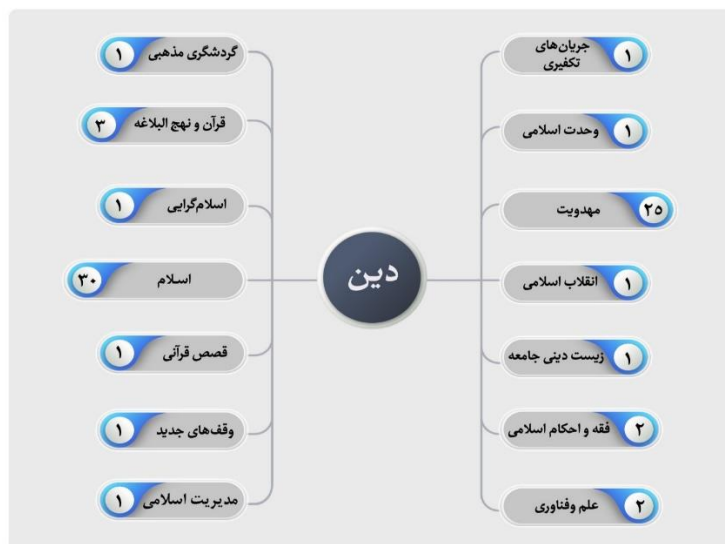 جریان‌های
تکفیری
۱
وحدت اسلامی
۱
مهدویت
۲۵
انقلاب اسلامی
۱
زیست دینی جامعه
۱
فقه و احکام اسلامی
۲
علم وفناوری
۲
دین
گردشگری مذهبی
۱
قرآن و نهج البلاغه
۳
اسلام‌گرایی
۱
اسلام
۳۰
قصص قرآنی
۱
وقف‌های جدید
۱
مدیریت اسلامی
۱